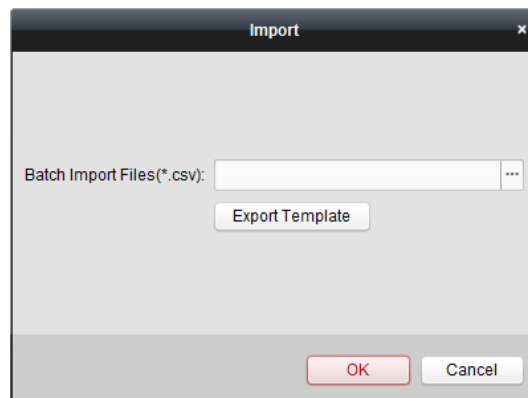 Import
Batch Import Files(*.csv):
Export Template
OK
Cancel